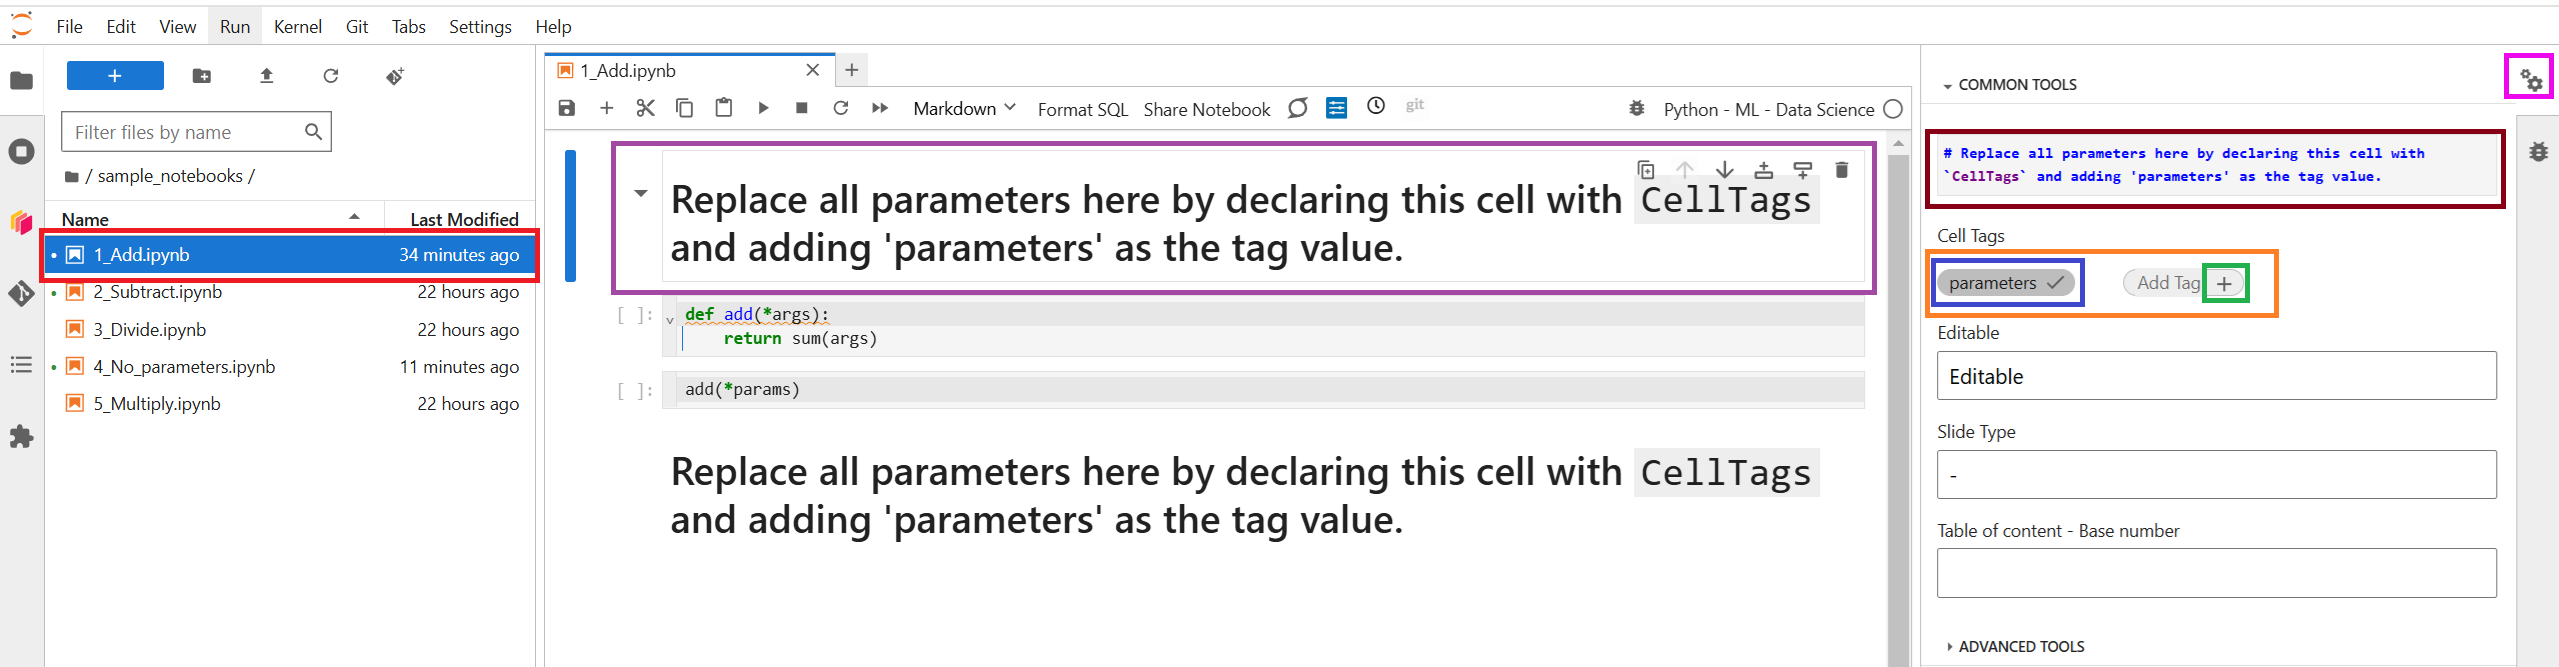 File Edit View Run Kernel Git Tabs Settings Help
+
Filter files by name
/ sample_notebooks /
Name Last Modified
1_Add.ipynb 34 minutes ago
2_Subtract.ipynb 22 hours ago
3_Divide.ipynb 22 hours ago
4_No_parameters.ipynb 11 minutes ago
5_Multiply.ipynb 22 hours ago
1_Add.ipynb
Markdown Format SQL Share Notebook git Python - ML - Data Science
Replace all parameters here by declaring this cell with CellTags
and adding 'parameters' as the tag value.
[ ]: def add(*args):
return sum(args)
[ ]: add(*params)
Replace all parameters here by declaring this cell with CellTags
and adding 'parameters' as the tag value.
COMMON TOOLS
# Replace all parameters here by declaring this cell with
`CellTags` and adding 'parameters' as the tag value.
Cell Tags
parameters Add Tag +
Editable
Editable
Slide Type
-
Table of content - Base number
ADVANCED TOOLS